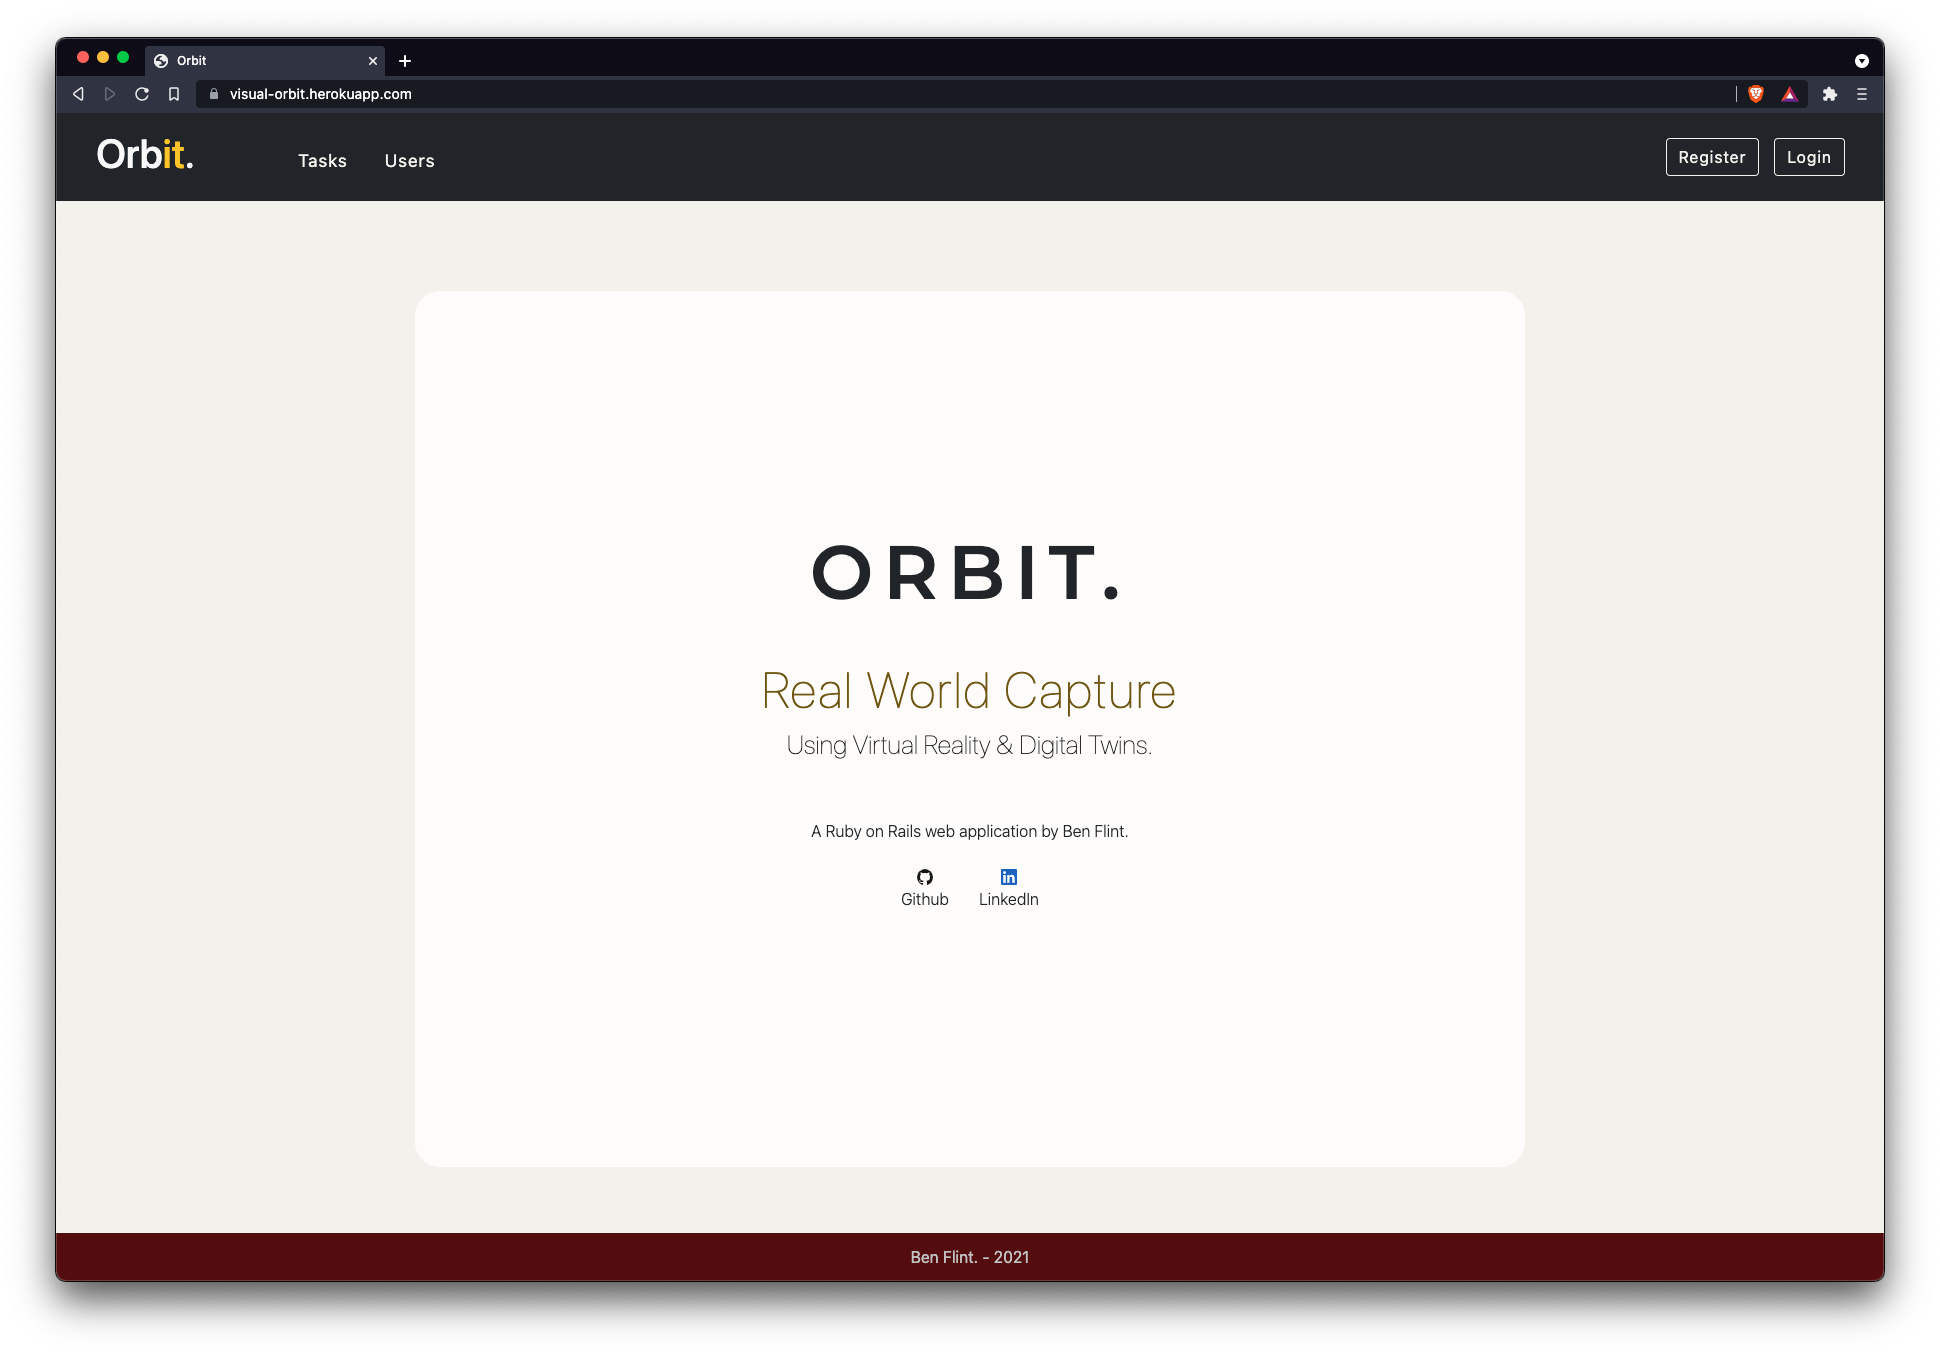 Orbit
visual-orbit.herokuapp.com
Orbit.
Tasks
Users
Register
Login
ORBIT.
Real World Capture
Using Virtual Reality & Digital Twins.
A Ruby on Rails web application by Ben Flint.
Github
LinkedIn
Ben Flint. - 2021